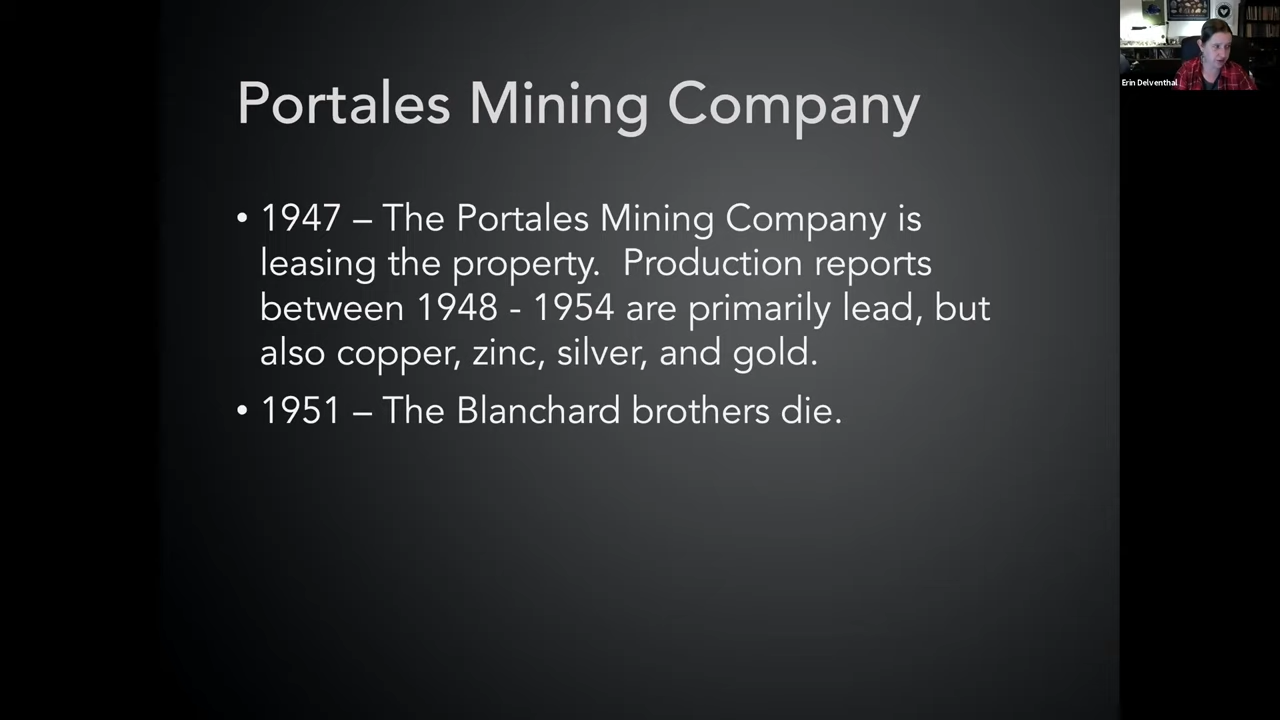 Portales Mining Company
• 1947 – The Portales Mining Company is
leasing the property.  Production reports
between 1948 - 1954 are primarily lead, but
also copper, zinc, silver, and gold.
• 1951 – The Blanchard brothers die.
Erin Delventhal